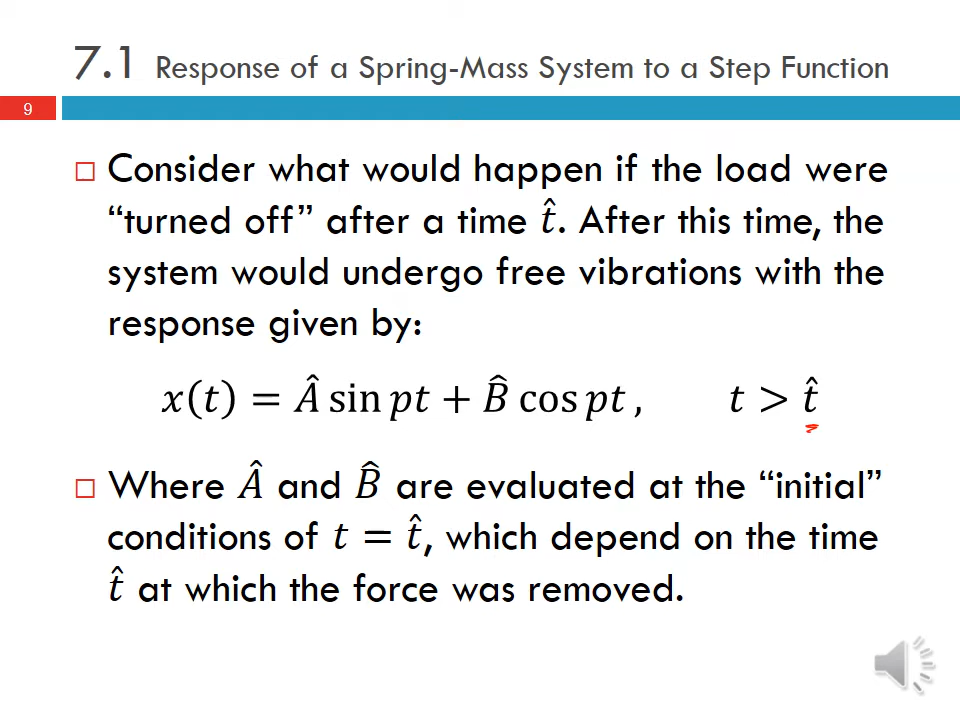 7.1 Response of a Spring-Mass System to a Step Function
9
□ Consider what would happen if the load were
“turned off” after a time t̂. After this time, the
system would undergo free vibrations with the
response given by:
x(t) = Â sin pt + B̂ cos pt , t > t̂
□ Where Â and B̂ are evaluated at the “initial”
conditions of t = t̂, which depend on the time
t̂ at which the force was removed.